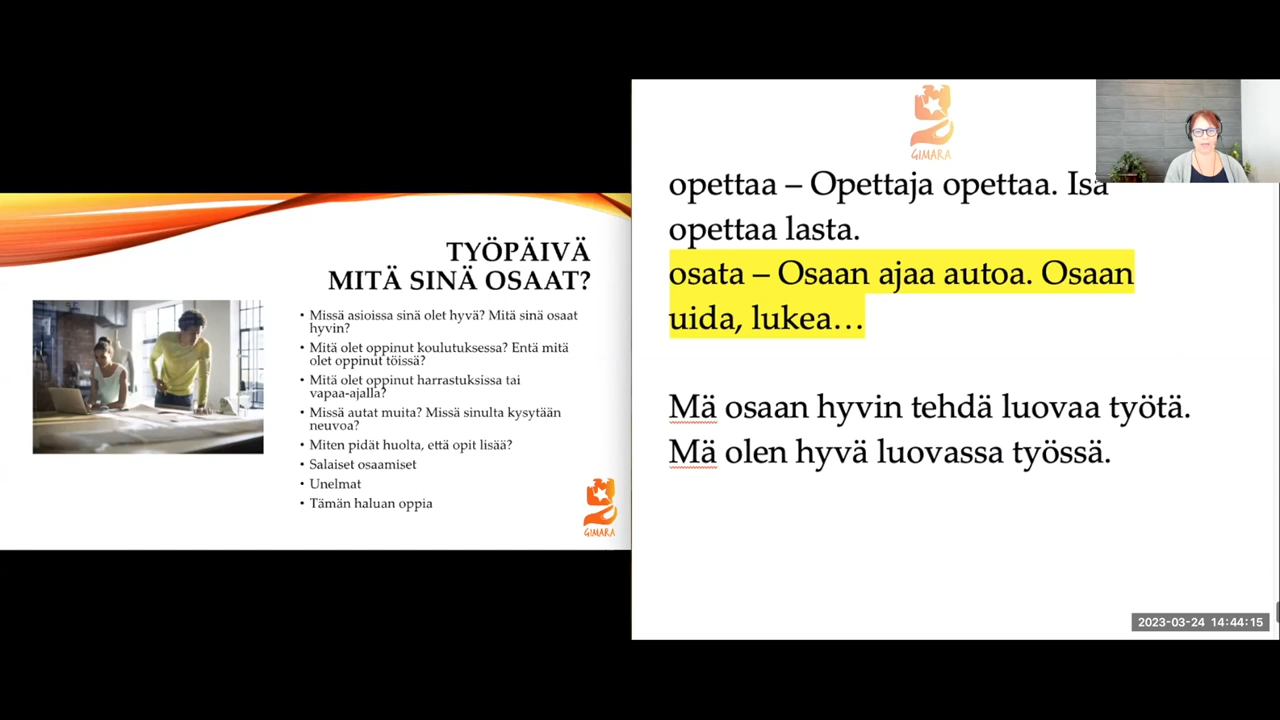 TYÖPÄIVÄ
MITÄ SINÄ OSAAT?
• Missä asioissa sinä olet hyvä? Mitä sinä osaat
hyvin?
• Mitä olet oppinut koulutuksessa? Entä mitä
olet oppinut töissä?
• Mitä olet oppinut harrastuksissa tai
vapaa-ajalla?
• Missä autat muita? Missä sinulta kysytään
neuvoa?
• Miten pidät huolta, että opit lisää?
• Salaiset osaamiset
• Unelmat
• Tämän haluan oppia
GIMARA
GIMARA
opettaa – Opettaja opettaa. Isä
opettaa lasta.
osata – Osaan ajaa autoa. Osaan
uida, lukea…
Mä osaan hyvin tehdä luovaa työtä.
Mä olen hyvä luovassa työssä.
2023-03-24 14:44:15